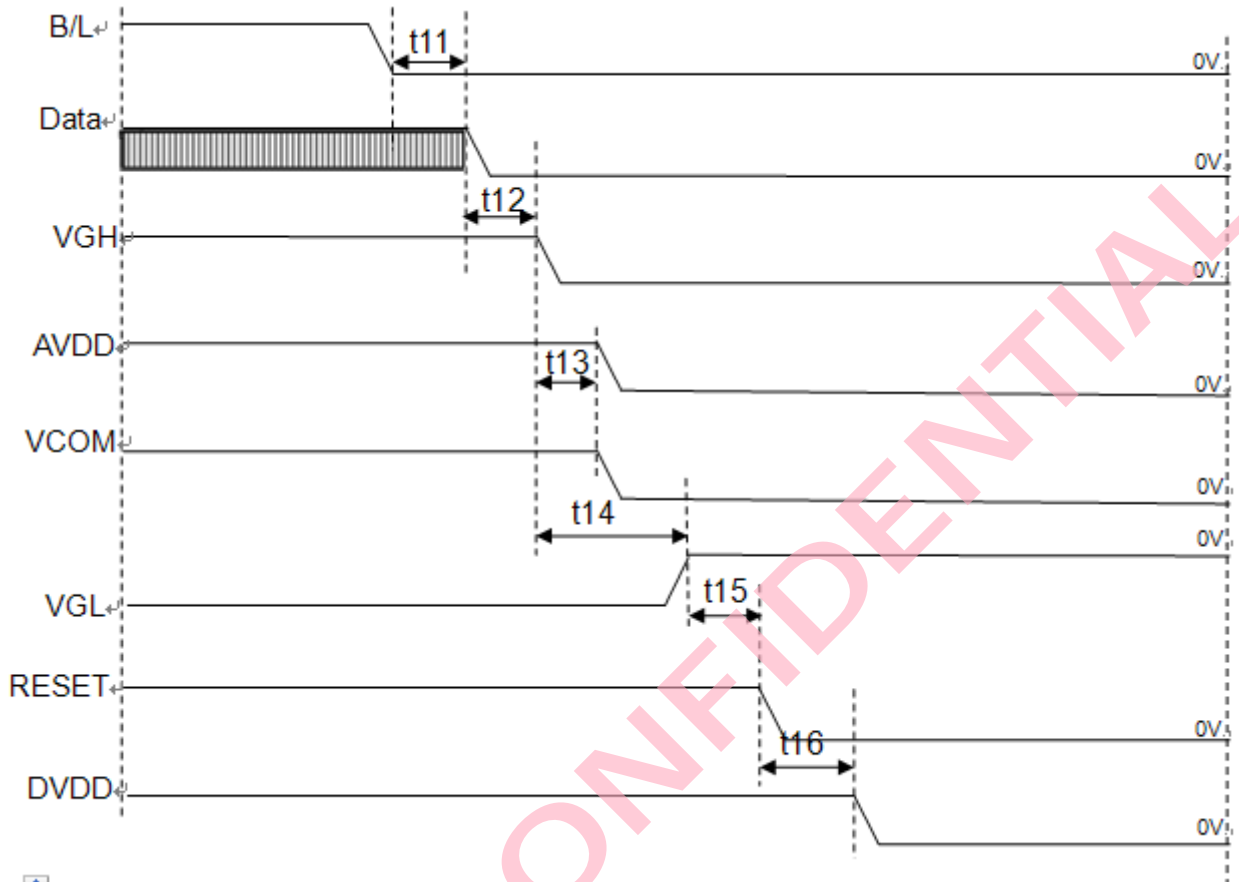 B/L↵
t11
0V
Data↵
0V
t12
VGH↵
0V
AVDD↵
t13
0V
VCOM↵
0V
t14
0V
VGL↵
t15
RESET↵
0V
t16
DVDD↵
0V
ONFIDENTIAL